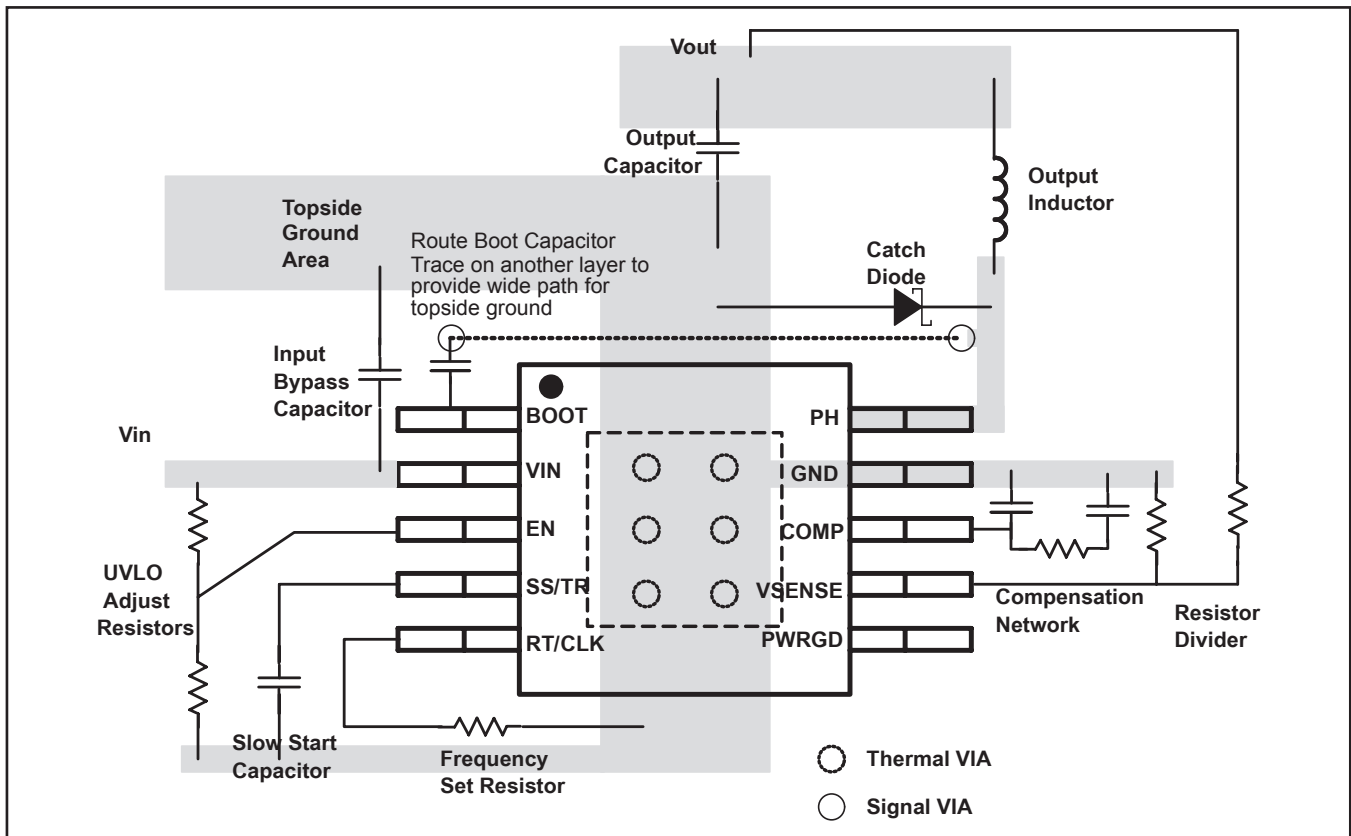 Vout
Output
Capacitor
Output
Inductor
Topside
Ground
Area
Route Boot Capacitor
Trace on another layer to
provide wide path for
topside ground
Catch
Diode
Input
Bypass
Capacitor
Vin
BOOT
VIN
EN
SS/TR
RT/CLK
PH
GND
COMP
VSENSE
PWRGD
UVLO
Adjust
Resistors
Compensation
Network
Resistor
Divider
Slow Start
Capacitor
Frequency
Set Resistor
Thermal VIA
Signal VIA